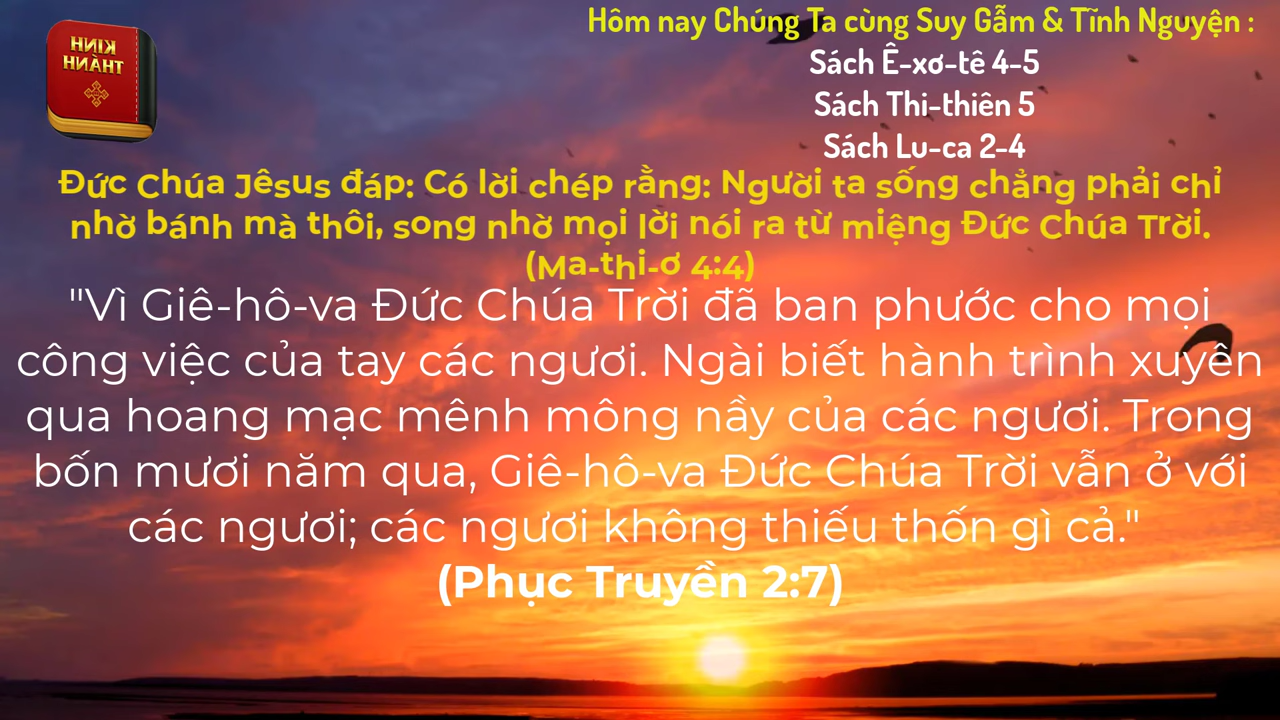 KINH
THÁNH
Hôm nay Chúng Ta cùng Suy Gẫm & Tĩnh Nguyện :
Sách Ê-xơ-tê 4-5
Sách Thi-thiên 5
Sách Lu-ca 2-4
Đức Chúa Jêsus đáp: Có lời chép rằng: Người ta sống chẳng phải chỉ
nhờ bánh mà thôi, song nhờ mọi lời nói ra từ miệng Đức Chúa Trời.
(Ma-thi-ơ 4:4)
"Vì Giê-hô-va Đức Chúa Trời đã ban phước cho mọi
công việc của tay các ngươi. Ngài biết hành trình xuyên
qua hoang mạc mênh mông nầy của các ngươi. Trong
bốn mươi năm qua, Giê-hô-va Đức Chúa Trời vẫn ở với
các ngươi; các ngươi không thiếu thốn gì cả."
(Phục Truyền 2:7)